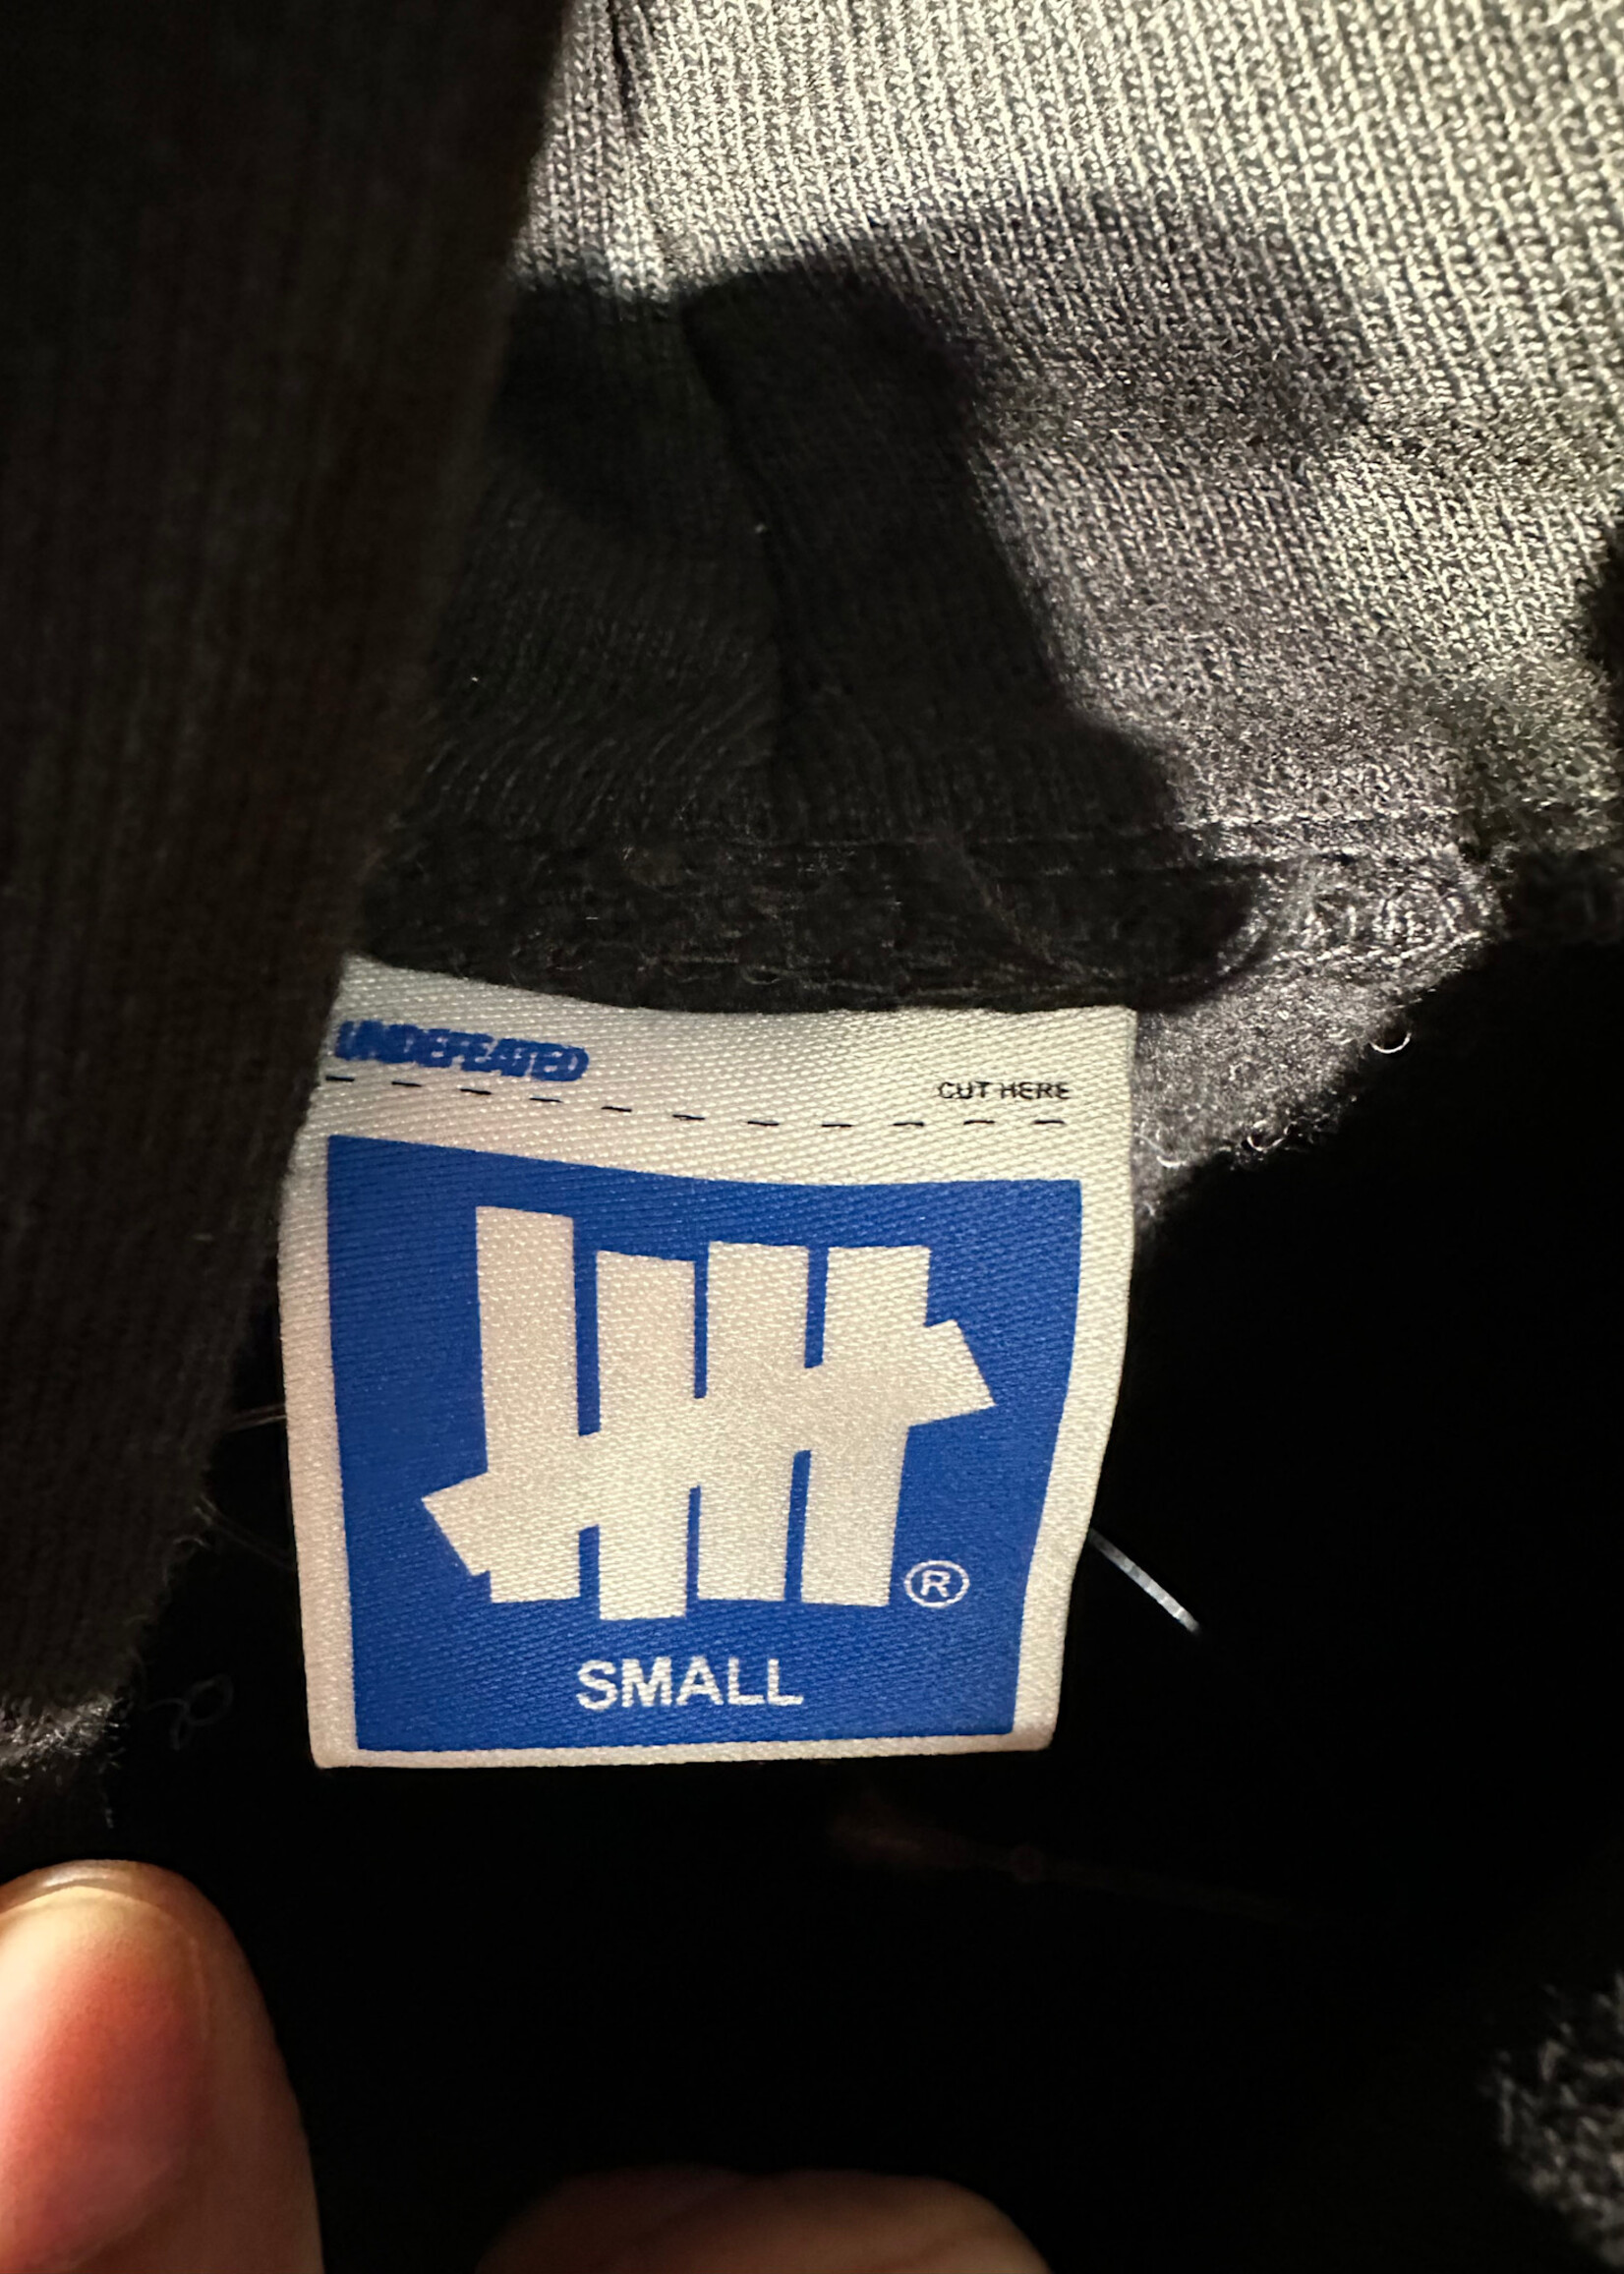 UNDEFEATED
CUT HERE
®
SMALL